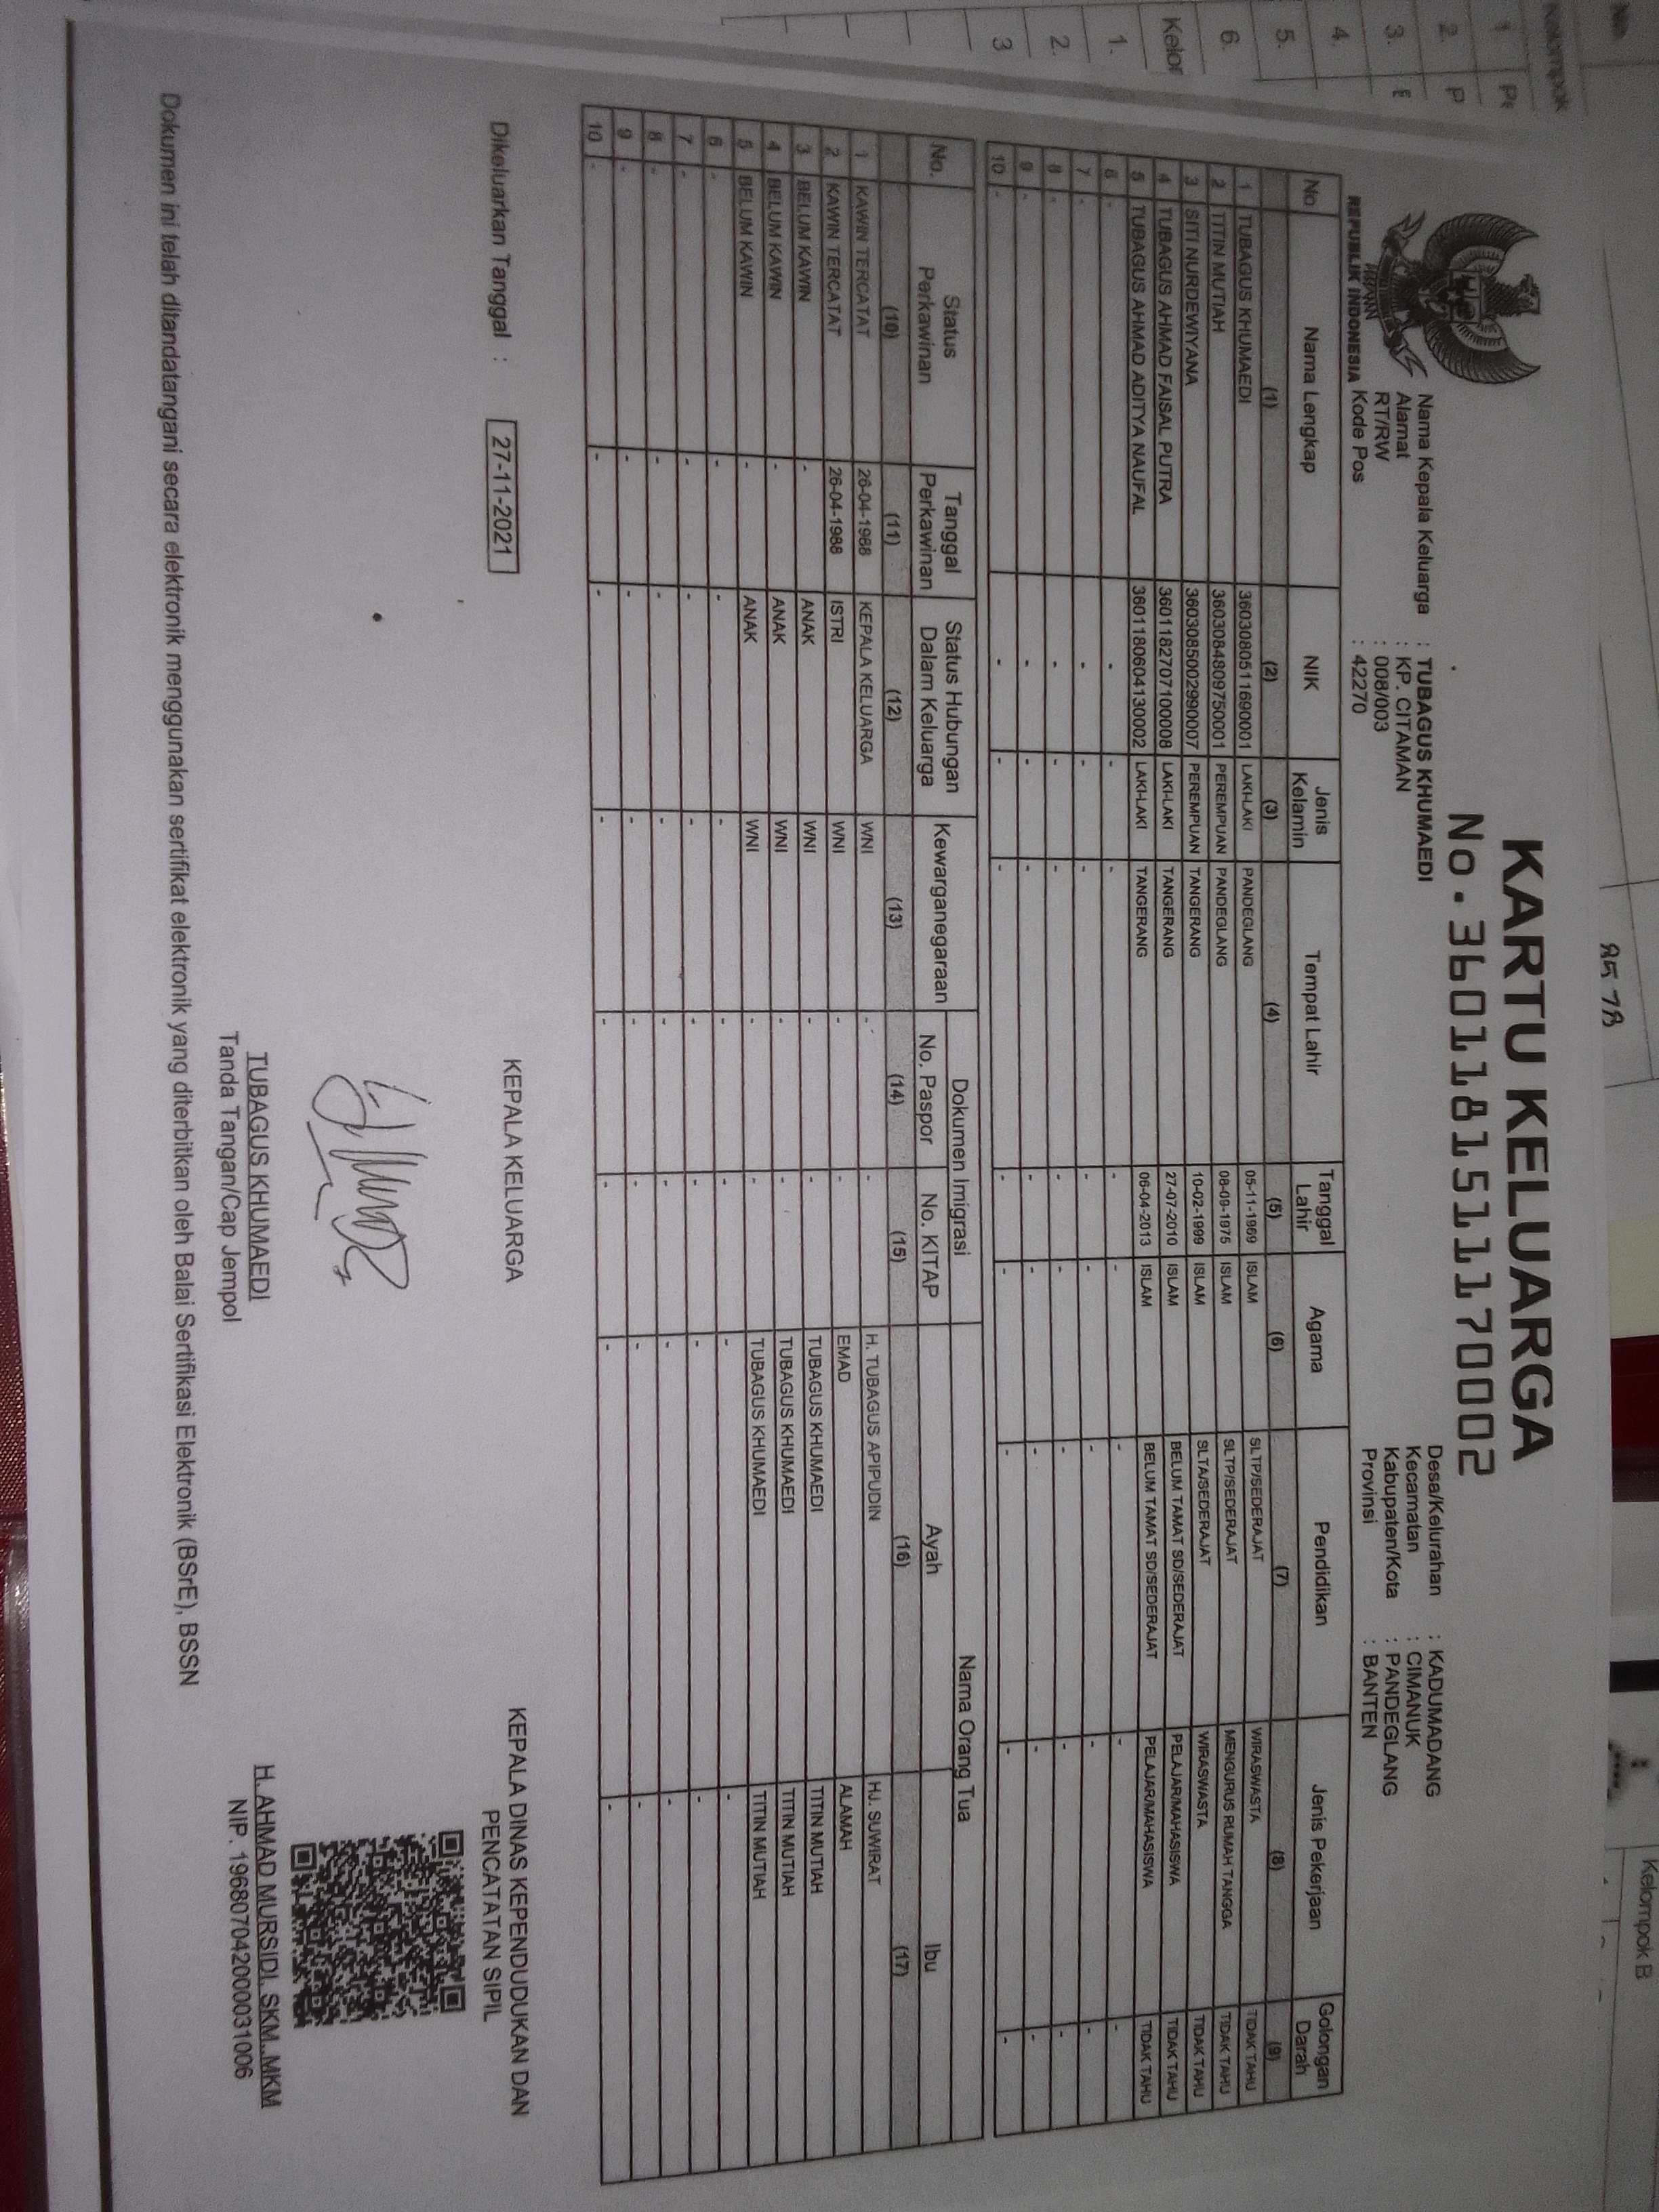 KARTU KELUARGA
No. 3601181511170002
REPUBLIK INDONESIA
Nama Kepala Keluarga : TUBAGUS KHUMAEDI
Alamat : KP. CITAMAN
RT/RW : 008/003
Kode Pos : 42270
Desa/Kelurahan : KADUMADANG
Kecamatan : CIMANUK
Kabupaten/Kota : PANDEGLANG
Provinsi : BANTEN
No Nama Lengkap NIK Jenis Kelamin Tempat Lahir Tanggal Lahir Agama Pendidikan Jenis Pekerjaan Golongan Darah
(1) (2) (3) (4) (5) (6) (7) (8) (9)
1 TUBAGUS KHUMAEDI 3603080511690001 LAKI-LAKI PANDEGLANG 05-11-1969 ISLAM SLTP/SEDERAJAT WIRASWASTA TIDAK TAHU
2 TITIN MUTIAH 3603084809750001 PEREMPUAN PANDEGLANG 08-09-1975 ISLAM SLTP/SEDERAJAT MENGURUS RUMAH TANGGA TIDAK TAHU
3 SITI NURDEWIYANA 3603085002990007 PEREMPUAN TANGERANG 10-02-1999 ISLAM SLTA/SEDERAJAT WIRASWASTA TIDAK TAHU
4 TUBAGUS AHMAD FAISAL PUTRA 3601182707100008 LAKI-LAKI TANGERANG 27-07-2010 ISLAM BELUM TAMAT SD/SEDERAJAT PELAJAR/MAHASISWA TIDAK TAHU
5 TUBAGUS AHMAD ADITYA NAUFAL 3601180604130002 LAKI-LAKI TANGERANG 06-04-2013 ISLAM BELUM TAMAT SD/SEDERAJAT PELAJAR/MAHASISWA TIDAK TAHU
6 - - - - - - - - -
7 - - - - - - - - -
8 - - - - - - - - -
9 - - - - - - - - -
10 - - - - - - - - -
No. Status Perkawinan Tanggal Perkawinan Status Hubungan Dalam Keluarga Kewarganegaraan Dokumen Imigrasi Nama Orang Tua
No. Paspor No. KITAP Ayah Ibu
(10) (11) (12) (13) (14) (15) (16) (17)
1 KAWIN TERCATAT 26-04-1988 KEPALA KELUARGA WNI - - H. TUBAGUS APIPUDIN HJ. SUWIRAT
2 KAWIN TERCATAT 26-04-1988 ISTRI WNI - - EMAD ALAMAH
3 BELUM KAWIN - ANAK WNI - - TUBAGUS KHUMAEDI TITIN MUTIAH
4 BELUM KAWIN - ANAK WNI - - TUBAGUS KHUMAEDI TITIN MUTIAH
5 BELUM KAWIN - ANAK WNI - - TUBAGUS KHUMAEDI TITIN MUTIAH
6 - - - - - - - -
7 - - - - - - - -
8 - - - - - - - -
9 - - - - - - - -
10 - - - - - - - -
Dikeluarkan Tanggal : 27-11-2021
KEPALA KELUARGA
TUBAGUS KHUMAEDI
Tanda Tangan/Cap Jempol
KEPALA DINAS KEPENDUDUKAN DAN
PENCATATAN SIPIL
H. AHMAD MURSIDI, SKM.,MKM
NIP. 196807042000031006
Dokumen ini telah ditandatangani secara elektronik menggunakan sertifikat elektronik yang diterbitkan oleh Balai Sertifikasi Elektronik (BSrE), BSSN
Kelompok B
1
2.
3.
4.
5.
6.
1.
2.
3